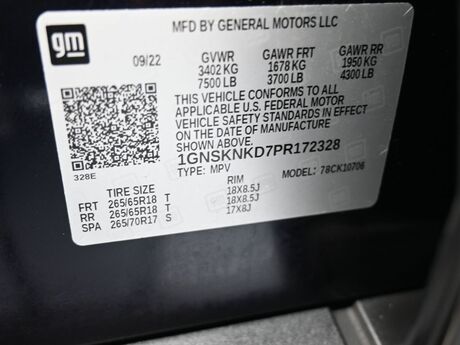 MFD BY GENERAL MOTORS LLC
gm
09/22 GVWR GAWR FRT GAWR RR
3402 KG 1678 KG 1950 KG
7500 LB 3700 LB 4300 LB
THIS VEHICLE CONFORMS TO ALL
APPLICABLE U.S. FEDERAL MOTOR
VEHICLE SAFETY STANDARDS IN EFFECT
ON THE DATE OF MANUFACTURE
SHOWN ABOVE.
1GNSKNKD7PR172328
328E TYPE: MPV MODEL: 78CK10706
TIRE SIZE RIM
FRT 265/65R18 T 18X8.5J
RR 265/65R18 T 18X8.5J
SPA 265/70R17 S 17X8J